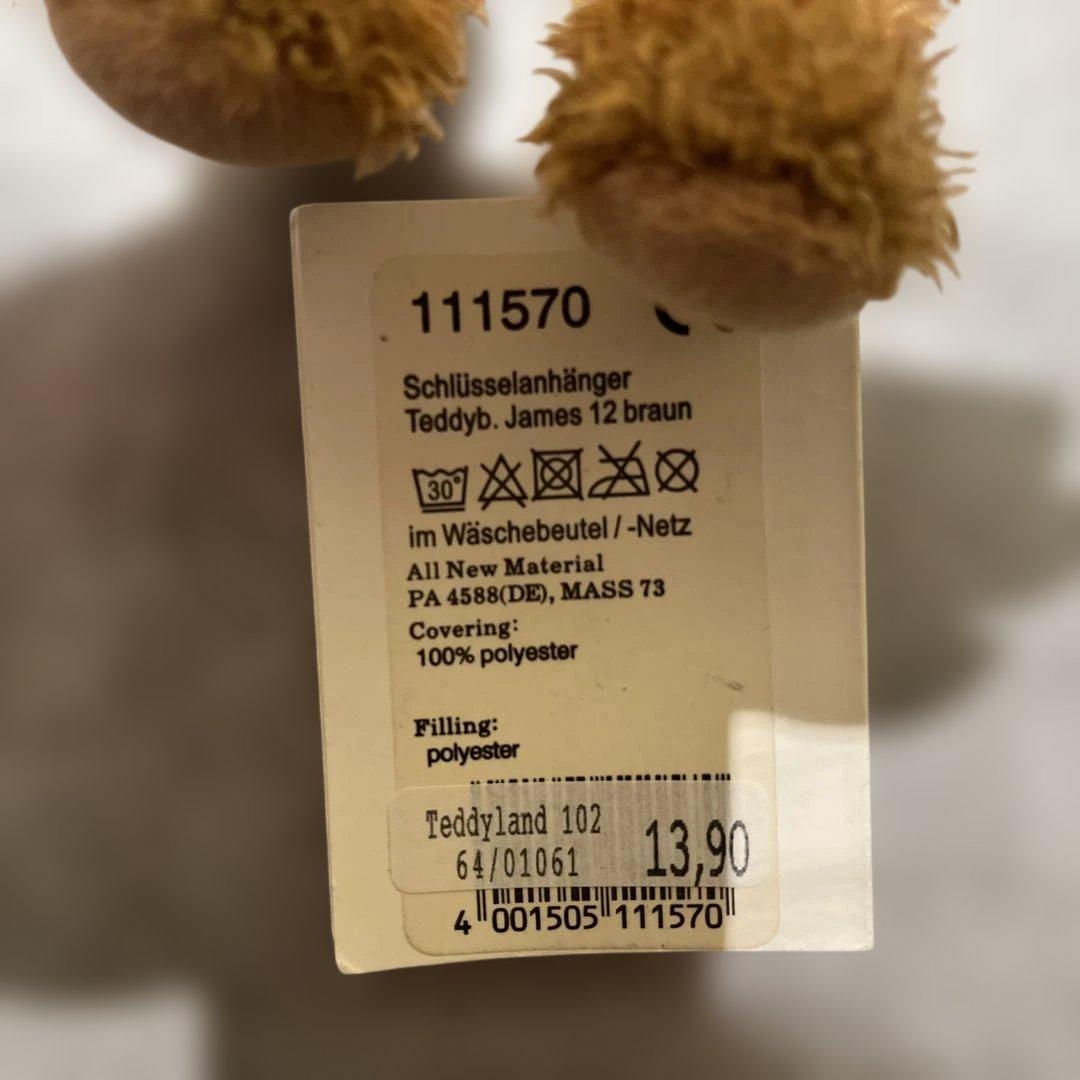 111570
Schlüsselanhänger
Teddyb. James 12 braun
30°
im Wäschebeutel / -Netz
All New Material
PA 4588(DE), MASS 73
Covering:
100% polyester
Filling:
polyester
Teddyland 102
64/01061
13,90
4 001505 111570